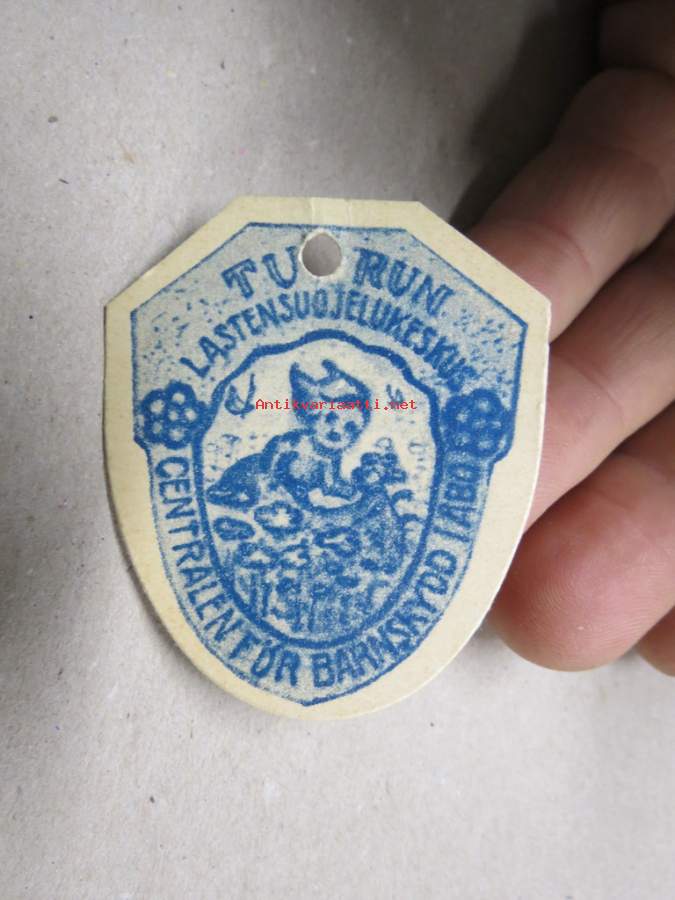 TURUN
LASTENSUOJELUKESKUS
Antikvariaatti.net
CENTRALEN FÖR BARNSKYDD I ÅBO